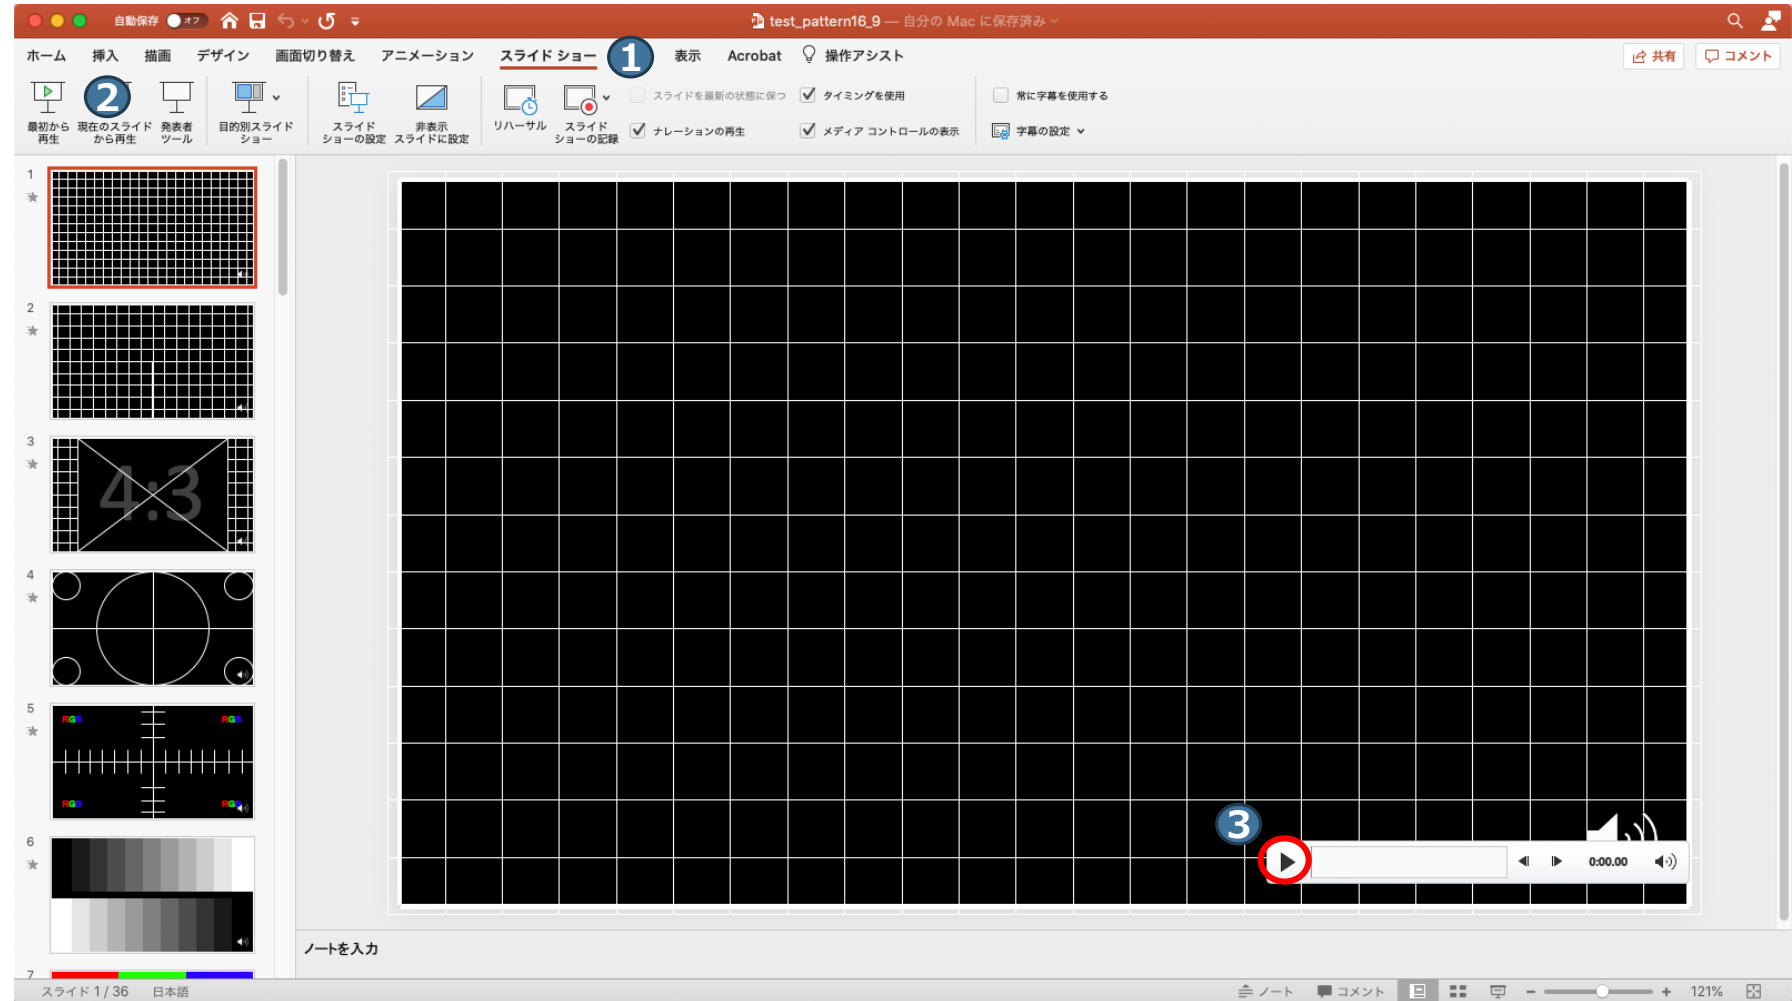 自動保存 オフ
test_pattern16_9 — 自分の Mac に保存済み
ホーム 挿入 描画 デザイン 画面切り替え アニメーション スライド ショー 1 表示 Acrobat 操作アシスト 共有 コメント
最初から
再生
2
現在のスライド
から再生
発表者
ツール
目的別スライド
ショー
スライド
ショーの設定
非表示
スライドに設定
リハーサル
スライド
ショーの記録
スライドを最新の状態に保つ
ナレーションの再生
タイミングを使用
メディア コントロールの表示
常に字幕を使用する
字幕の設定
1
2
3
4:3
4
5
RGB RGB
RGB RGB
6
7
3
0:00.00
ノートを入力
スライド 1 / 36 日本語 ノート コメント 121%